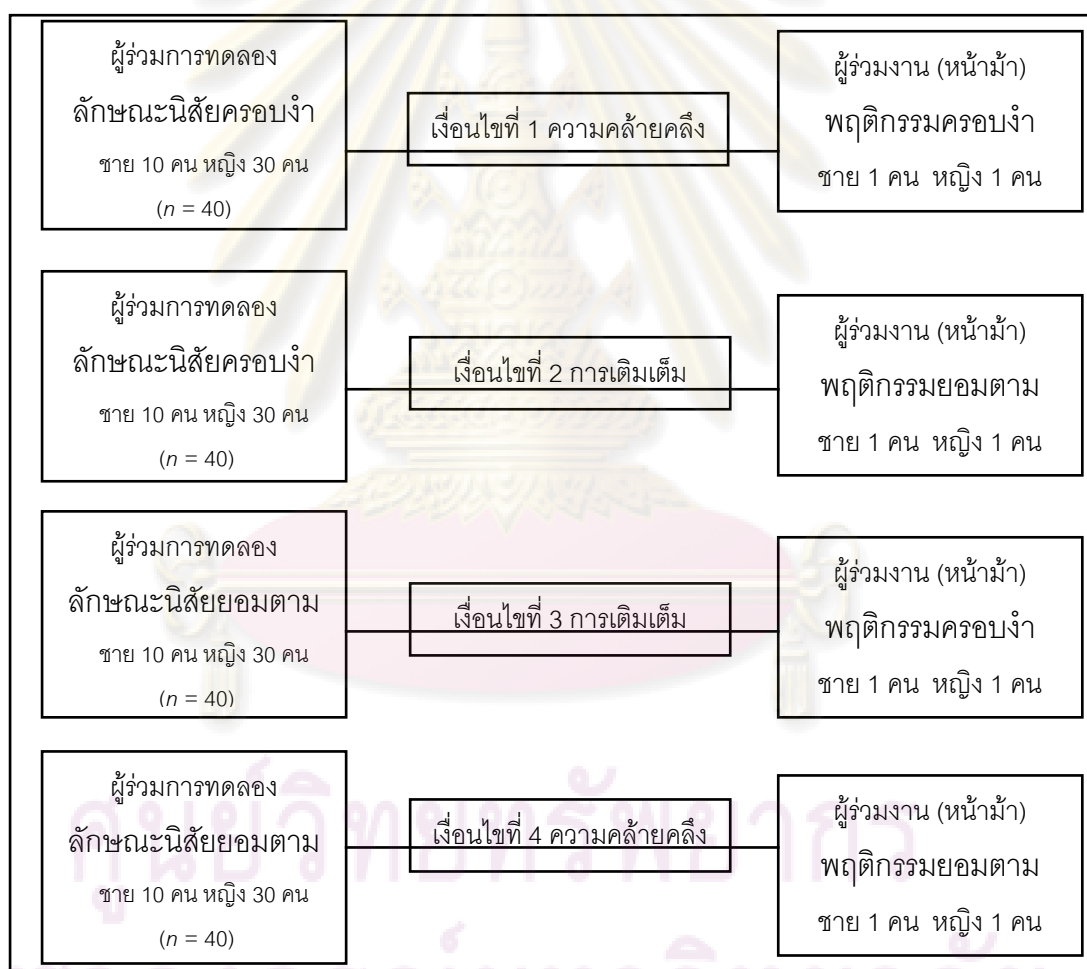 ผู้ร่วมการทดลอง
ลักษณะนิสัยครอบงำ
ชาย 10 คน หญิง 30 คน
(n = 40)
เงื่อนไขที่ 1 ความคล้ายคลึง
ผู้ร่วมงาน (หน้าม้า)
พฤติกรรมครอบงำ
ชาย 1 คน หญิง 1 คน
ผู้ร่วมการทดลอง
ลักษณะนิสัยครอบงำ
ชาย 10 คน หญิง 30 คน
(n = 40)
เงื่อนไขที่ 2 การเติมเต็ม
ผู้ร่วมงาน (หน้าม้า)
พฤติกรรมยอมตาม
ชาย 1 คน หญิง 1 คน
ผู้ร่วมการทดลอง
ลักษณะนิสัยยอมตาม
ชาย 10 คน หญิง 30 คน
(n = 40)
เงื่อนไขที่ 3 การเติมเต็ม
ผู้ร่วมงาน (หน้าม้า)
พฤติกรรมครอบงำ
ชาย 1 คน หญิง 1 คน
ผู้ร่วมการทดลอง
ลักษณะนิสัยยอมตาม
ชาย 10 คน หญิง 30 คน
(n = 40)
เงื่อนไขที่ 4 ความคล้ายคลึง
ผู้ร่วมงาน (หน้าม้า)
พฤติกรรมยอมตาม
ชาย 1 คน หญิง 1 คน
ศูนย์วิทยทรัพยากร